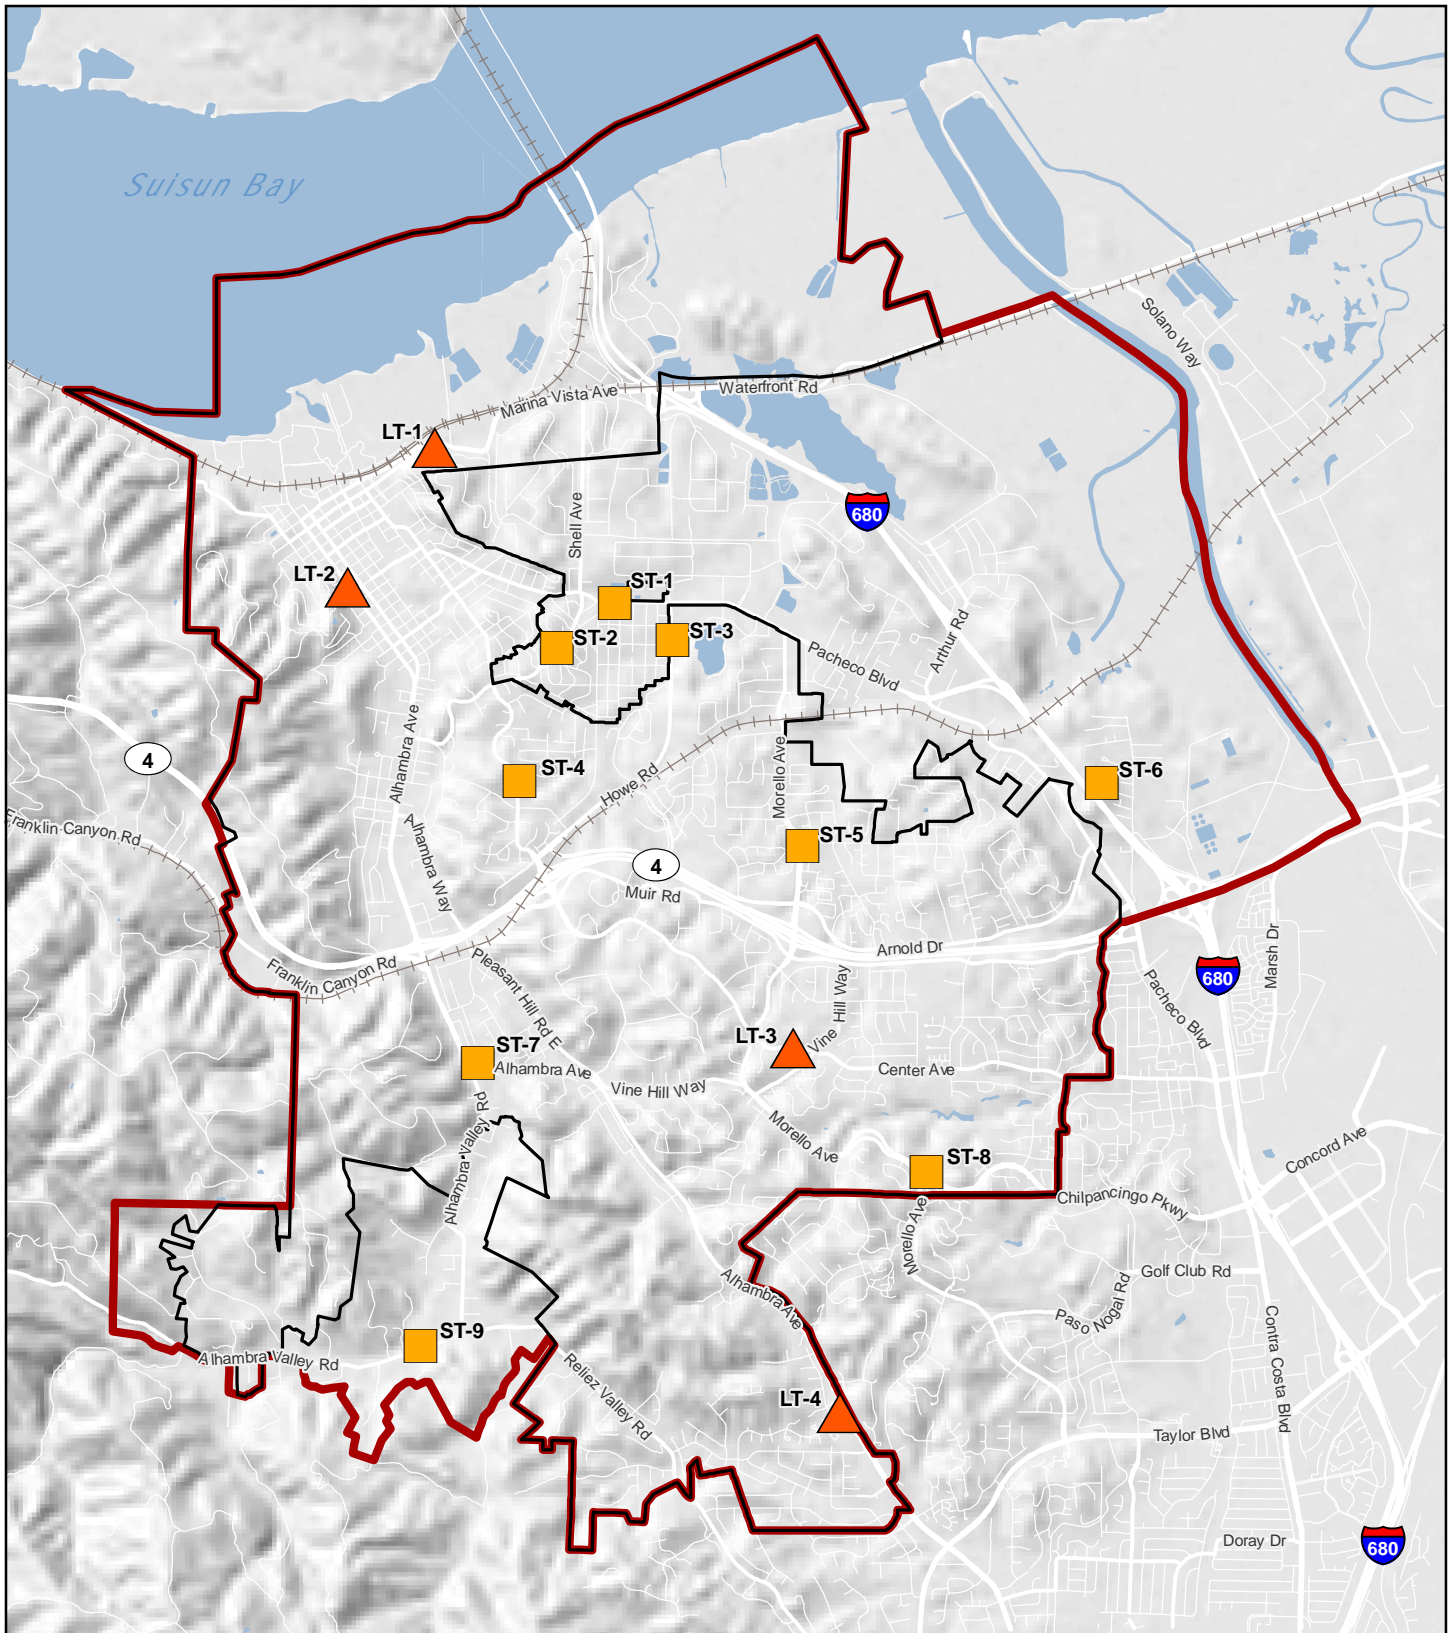 Suisun Bay
Solano Way
Waterfront Rd
Marina Vista Ave
LT-1
680
Shell Ave
LT-2
ST-1
ST-2
ST-3
Arthur Rd
Pacheco Blvd
4
Alhambra Ave
ST-4
Howe Rd
Morello Ave
ST-6
Franklin Canyon Rd
Alhambra Way
ST-5
4
Muir Rd
Arnold Dr
Marsh Dr
Franklin Canyon Rd
Pleasant Hill Rd E
Vine Hill Way
680
Pacheco Blvd
LT-3
ST-7
Alhambra Ave
Center Ave
Vine Hill Way
Alhambra Valley Rd
Morello Ave
Concord Ave
ST-8
Chilpancingo Pkwy
Morello Ave
Golf Club Rd
Alhambra Ave
Paso Nogal Rd
ST-9
Alhambra Valley Rd
Contra Costa Blvd
Reliez Valley Rd
LT-4
Taylor Blvd
Doray Dr
680